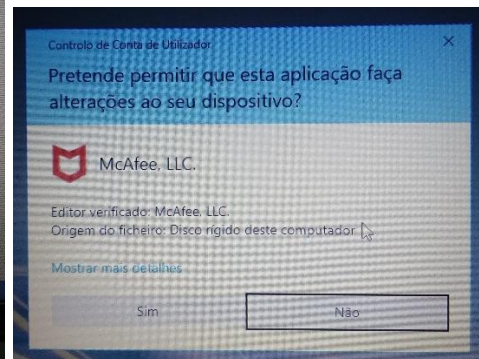 Controlo de Conta de Utilizador
Pretende permitir que esta aplicação faça
alterações ao seu dispositivo?
McAfee, LLC.
Editor verificado: McAfee, LLC.
Origem do ficheiro: Disco rígido deste computador
Mostrar mais detalhes
Sim
Não